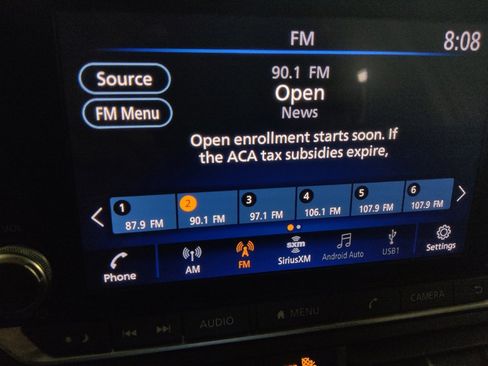 FM
8:08
Source
90.1 FM
Open
FM Menu
News
Open enrollment starts soon. If
the ACA tax subsidies expire,
1
2
3
4
5
6
87.9 FM
90.1 FM
97.1 FM
106.1 FM
107.9 FM
107.9 FM
Phone
AM
FM
sxm
SiriusXM
Android Auto
USB1
Settings
VOL
AUDIO
MENU
CAMERA